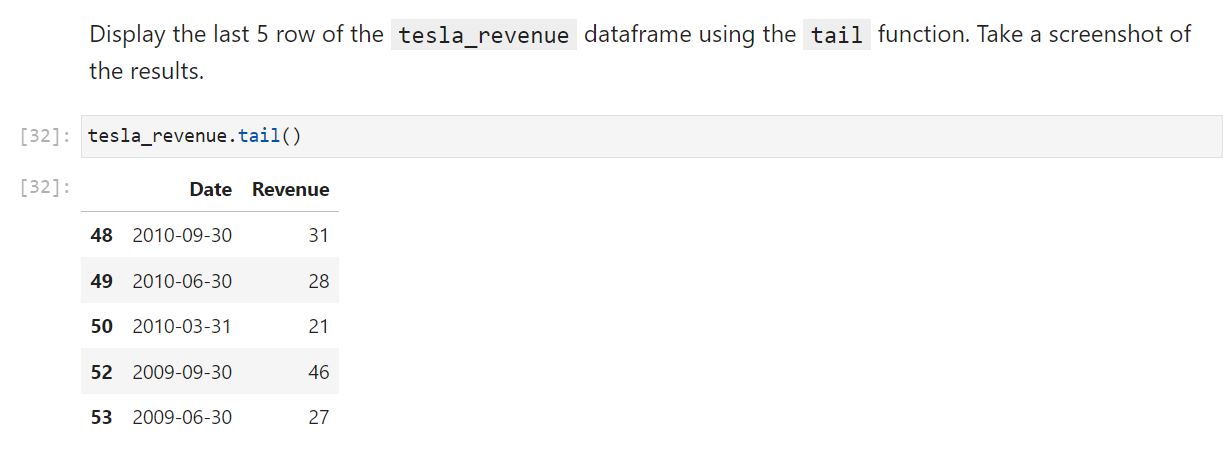 Display the last 5 row of the tesla_revenue dataframe using the tail function. Take a screenshot of
the results.
[32]: tesla_revenue.tail()
[32]:
Date Revenue
48 2010-09-30 31
49 2010-06-30 28
50 2010-03-31 21
52 2009-09-30 46
53 2009-06-30 27